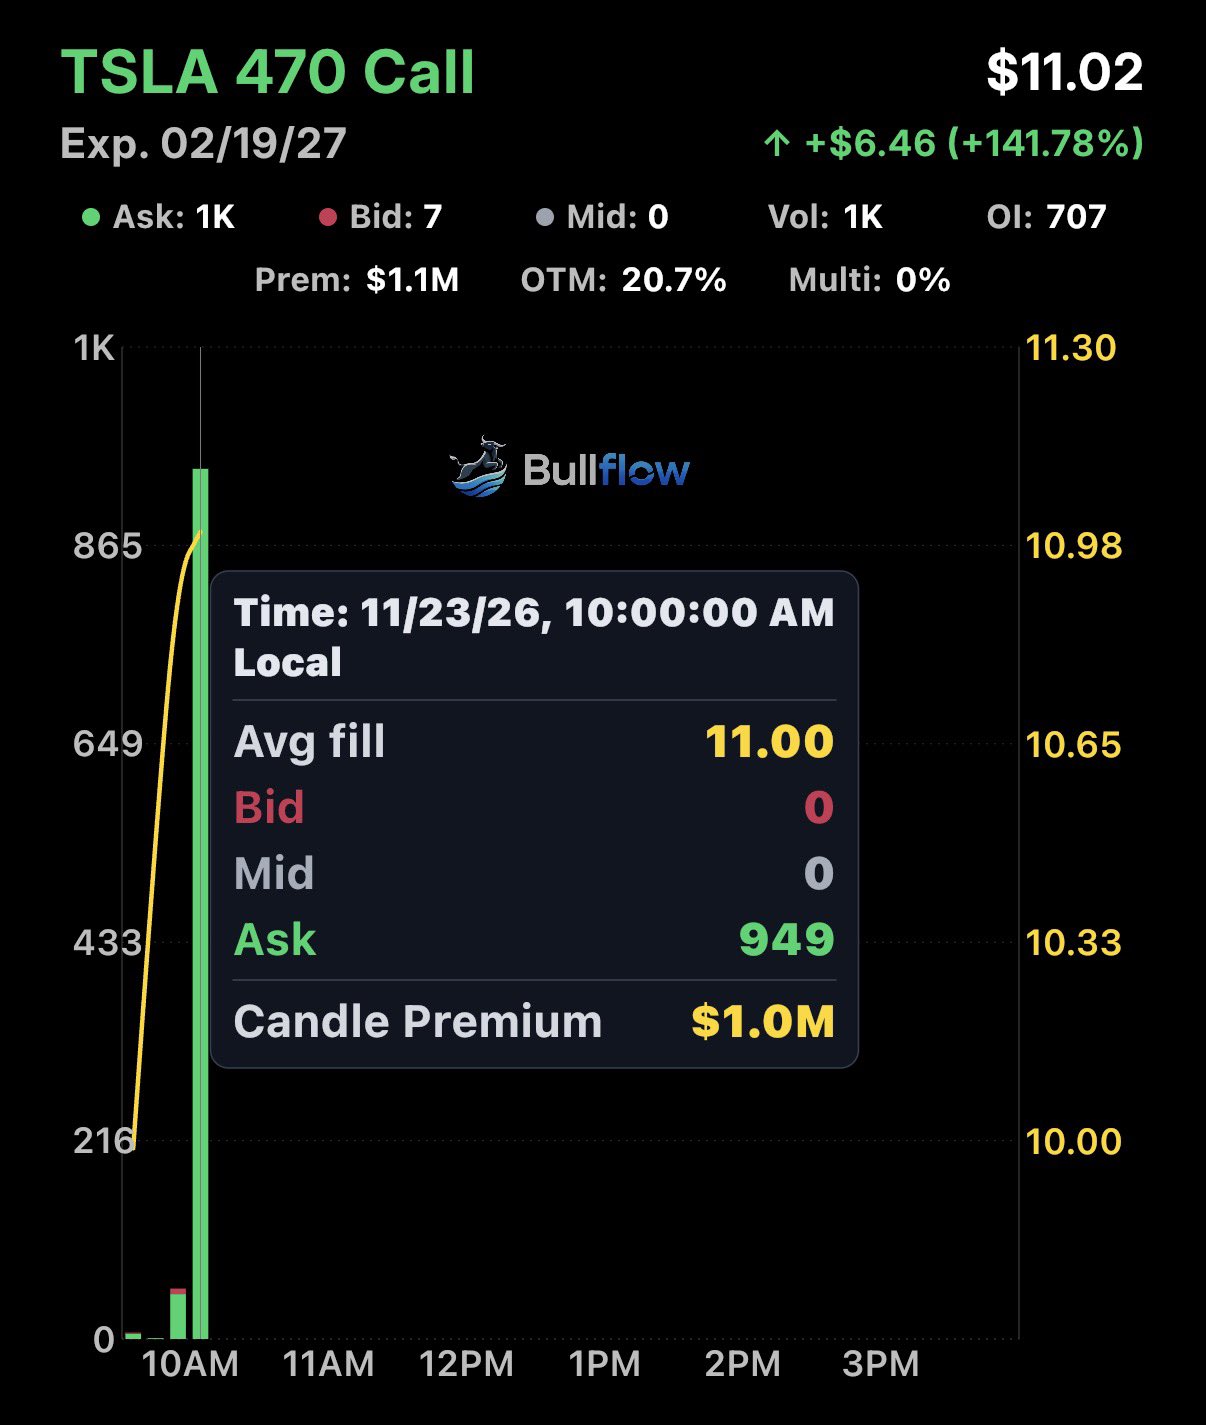 TSLA 470 Call
$11.02
Exp. 02/19/27
↑ +$6.46 (+141.78%)
Ask: 1K Bid: 7 Mid: 0 Vol: 1K OI: 707
Prem: $1.1M OTM: 20.7% Multi: 0%
1K
11.30
Bullflow
865
10.98
Time: 11/23/26, 10:00:00 AM
Local
649
Avg fill 11.00
10.65
Bid 0
Mid 0
433
Ask 949
10.33
Candle Premium $1.0M
216
10.00
0
10AM 11AM 12PM 1PM 2PM 3PM